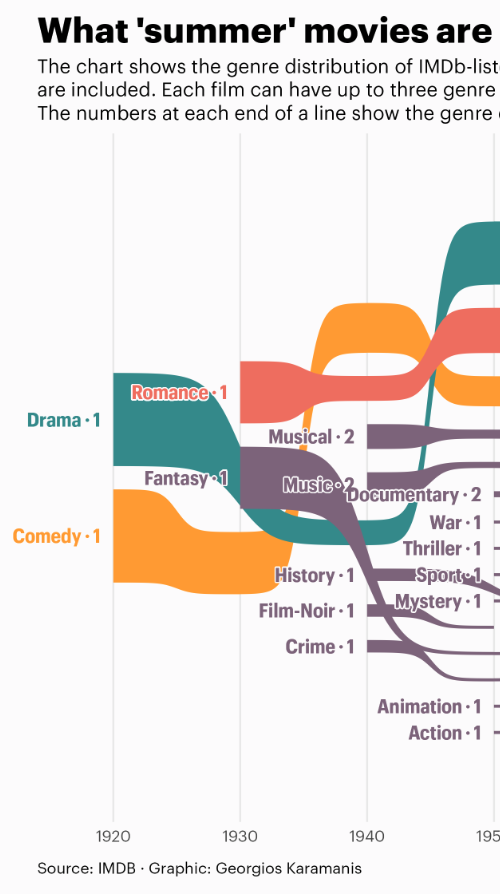 What 'summer' movies are
The chart shows the genre distribution of IMDb-list
are included. Each film can have up to three genre
The numbers at each end of a line show the genre
Romance · 1
Drama · 1
Musical · 2
Fantasy · 1
Music · 2
Documentary · 2
War · 1
Comedy · 1
Thriller · 1
History · 1
Sport · 1
Mystery · 1
Film-Noir · 1
Crime · 1
Animation · 1
Action · 1
1920 1930 1940 195
Source: IMDB · Graphic: Georgios Karamanis